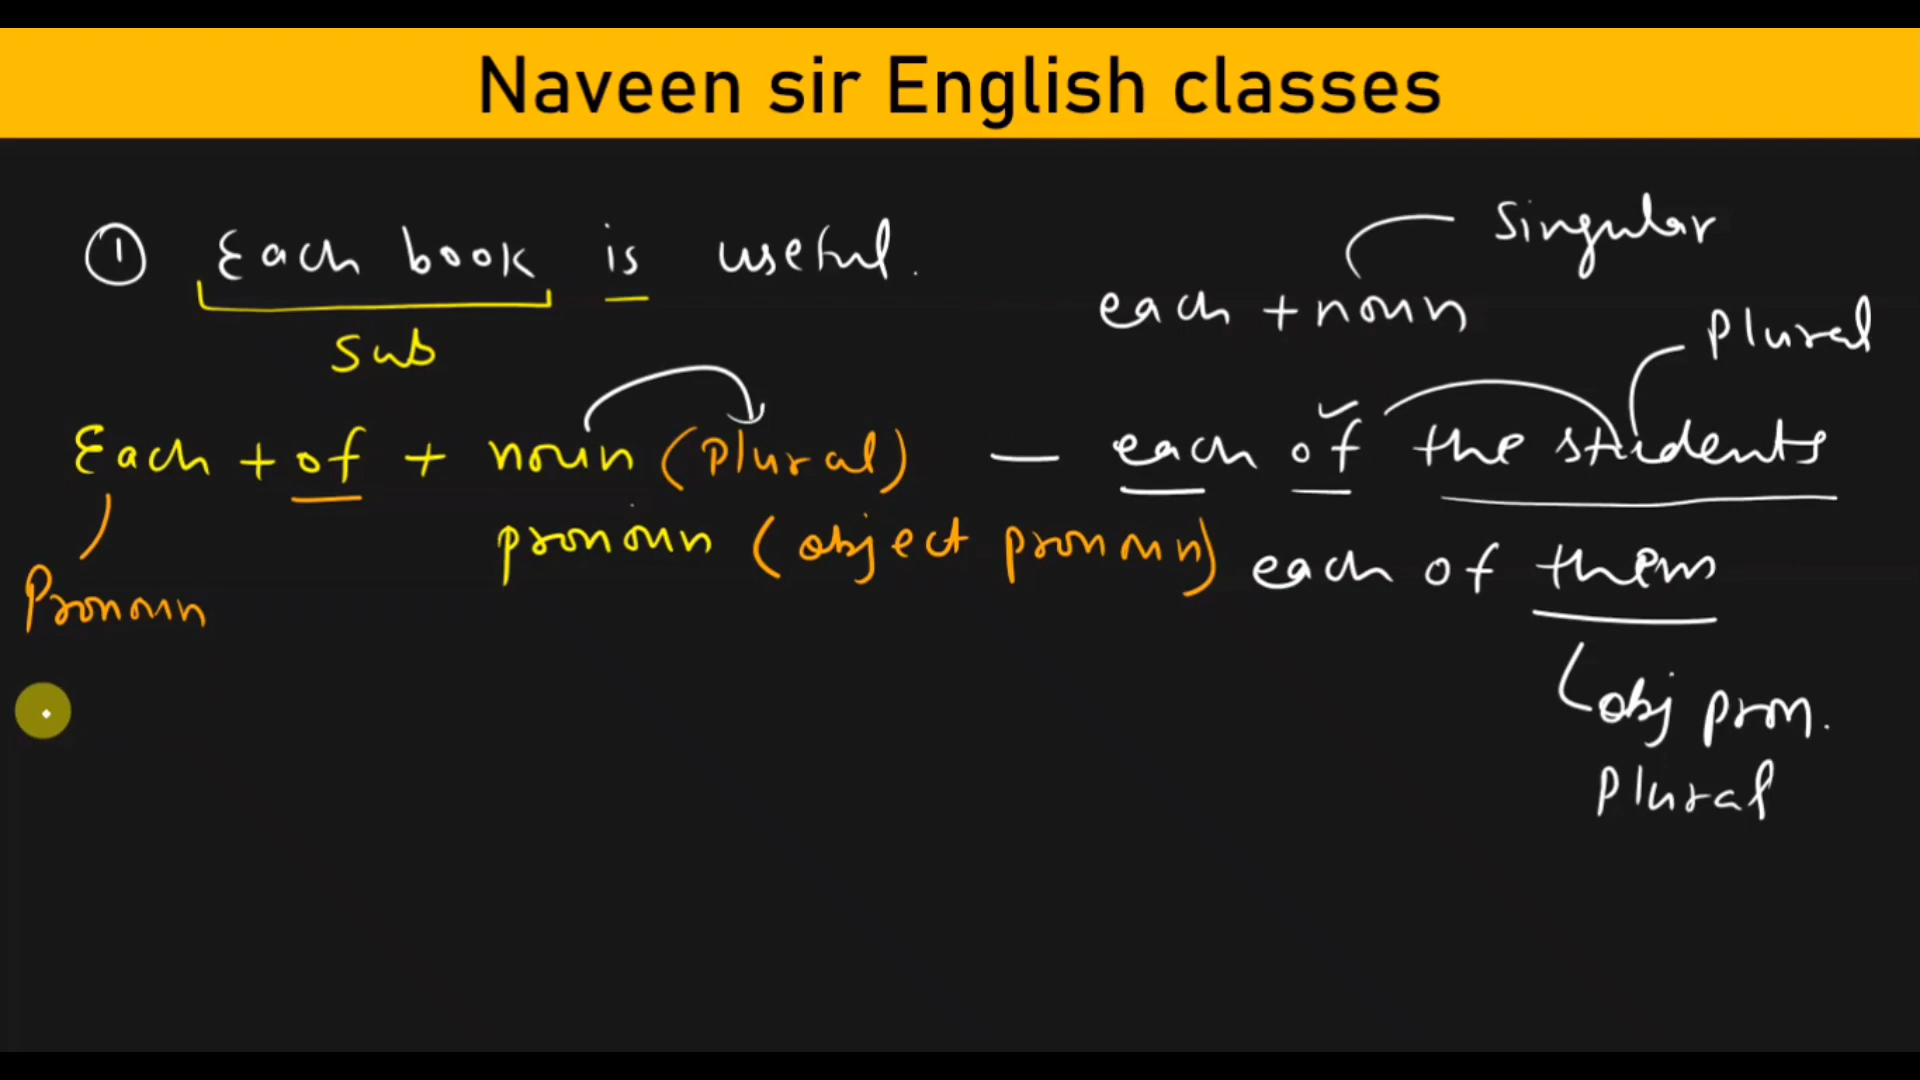 Naveen sir English classes
① Each book is useful.
Sub
Singular
each + noun
Plural
Each + of + noun (Plural) — each of the students
pronoun (object pronoun) each of them
Pronoun
obj pron.
Plural